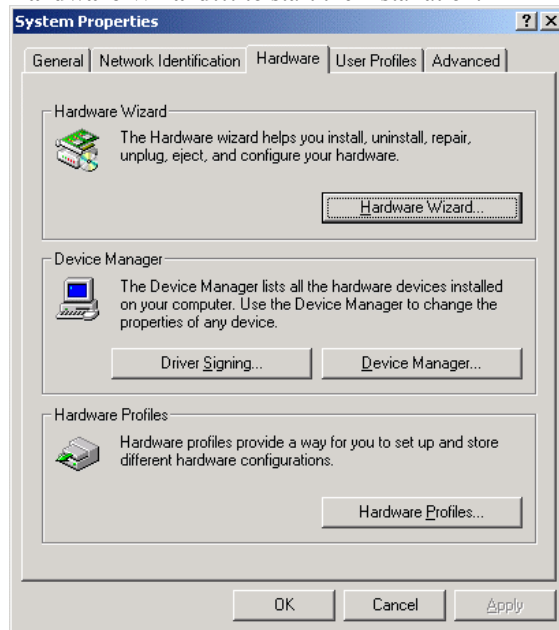 System Properties
General Network Identification Hardware User Profiles Advanced
Hardware Wizard
The Hardware wizard helps you install, uninstall, repair,
unplug, eject, and configure your hardware.
Hardware Wizard...
Device Manager
The Device Manager lists all the hardware devices installed
on your computer. Use the Device Manager to change the
properties of any device.
Driver Signing... Device Manager...
Hardware Profiles
Hardware profiles provide a way for you to set up and store
different hardware configurations.
Hardware Profiles...
OK Cancel Apply